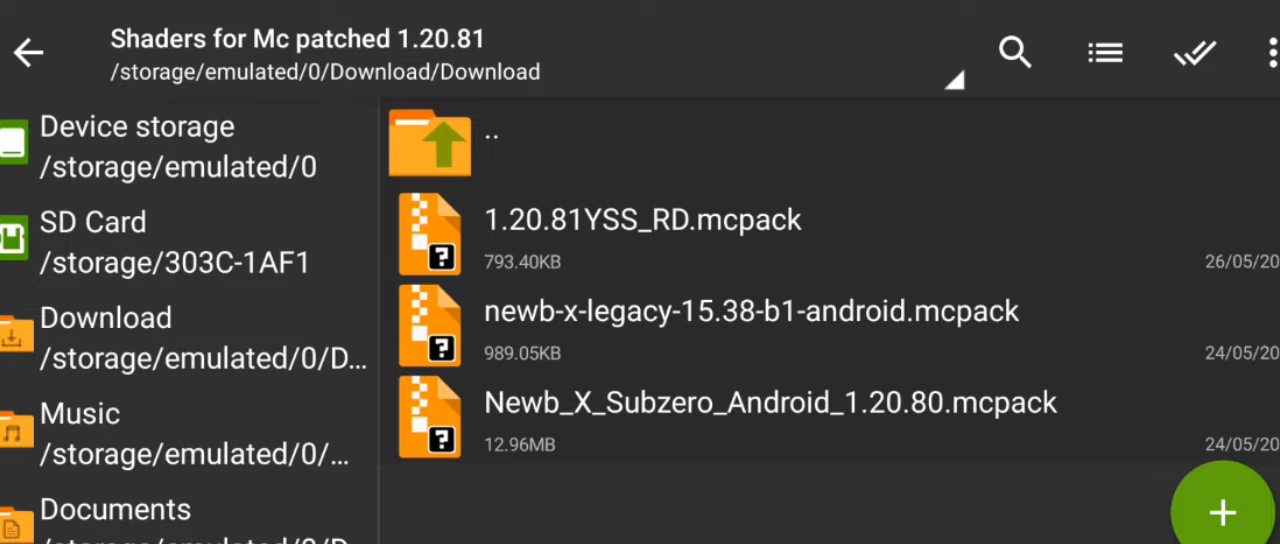 Shaders for Mc patched 1.20.81
/storage/emulated/0/Download/Download
Device storage
/storage/emulated/0
SD Card
/storage/303C-1AF1
Download
/storage/emulated/0/D...
Music
/storage/emulated/0/...
Documents
..
1.20.81YSS_RD.mcpack
793.40KB
26/05/20
newb-x-legacy-15.38-b1-android.mcpack
989.05KB
24/05/20
Newb_X_Subzero_Android_1.20.80.mcpack
12.96MB
24/05/20